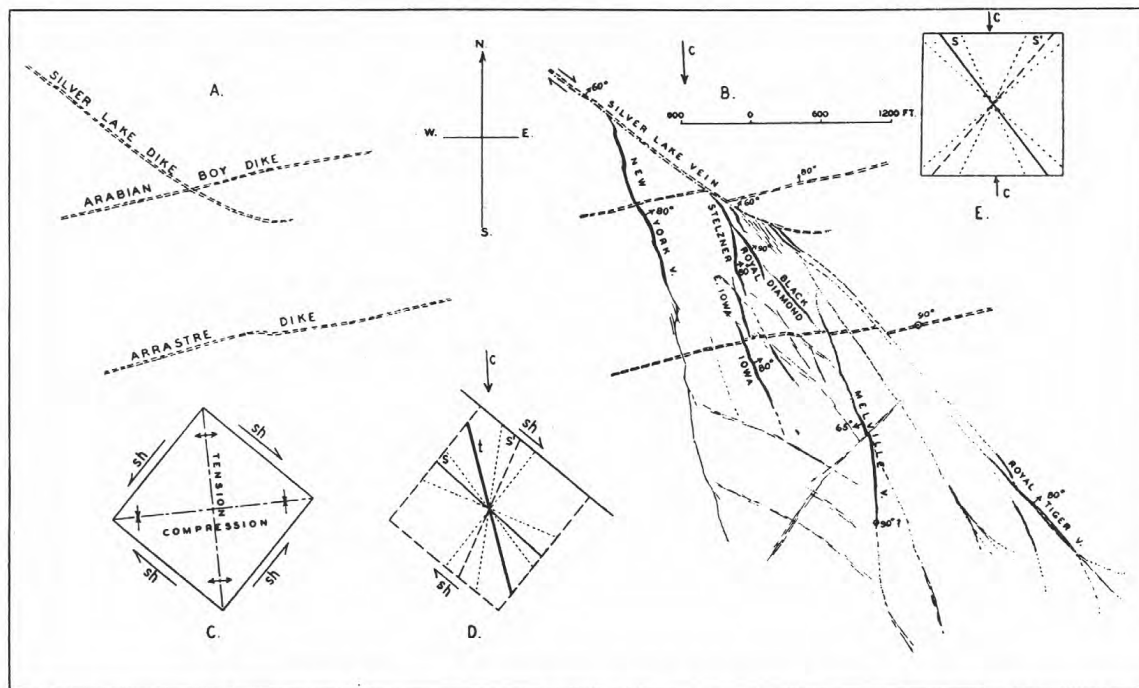 A.
SILVER LAKE DIKE
ARABIAN BOY DIKE
ARRASTRE DIKE
N.
W. E.
S.
C
B.
600 0 600 1200 FT.
60°
SILVER LAKE VEIN
NEW YORK V.
80°
80°
60°
STELZNER
90°
ROYAL
60°
BLACK DIAMOND
E. IOWA
IOWA
80°
90°
MELVILLE V.
65°
90°?
ROYAL TIGER V.
80°
C
S S'
C
E.
sh sh
TENSION
COMPRESSION
sh sh
C.
C
sh
t
S S'
sh
D.